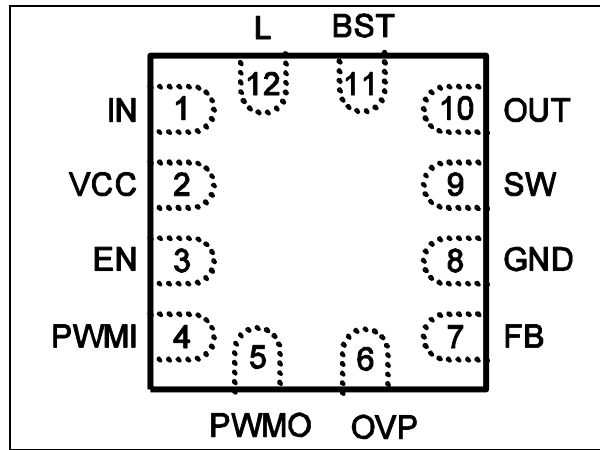 L BST
12 11
IN 1 10 OUT
VCC 2 9 SW
EN 3 8 GND
PWMI 4 7 FB
5 6
PWMO OVP